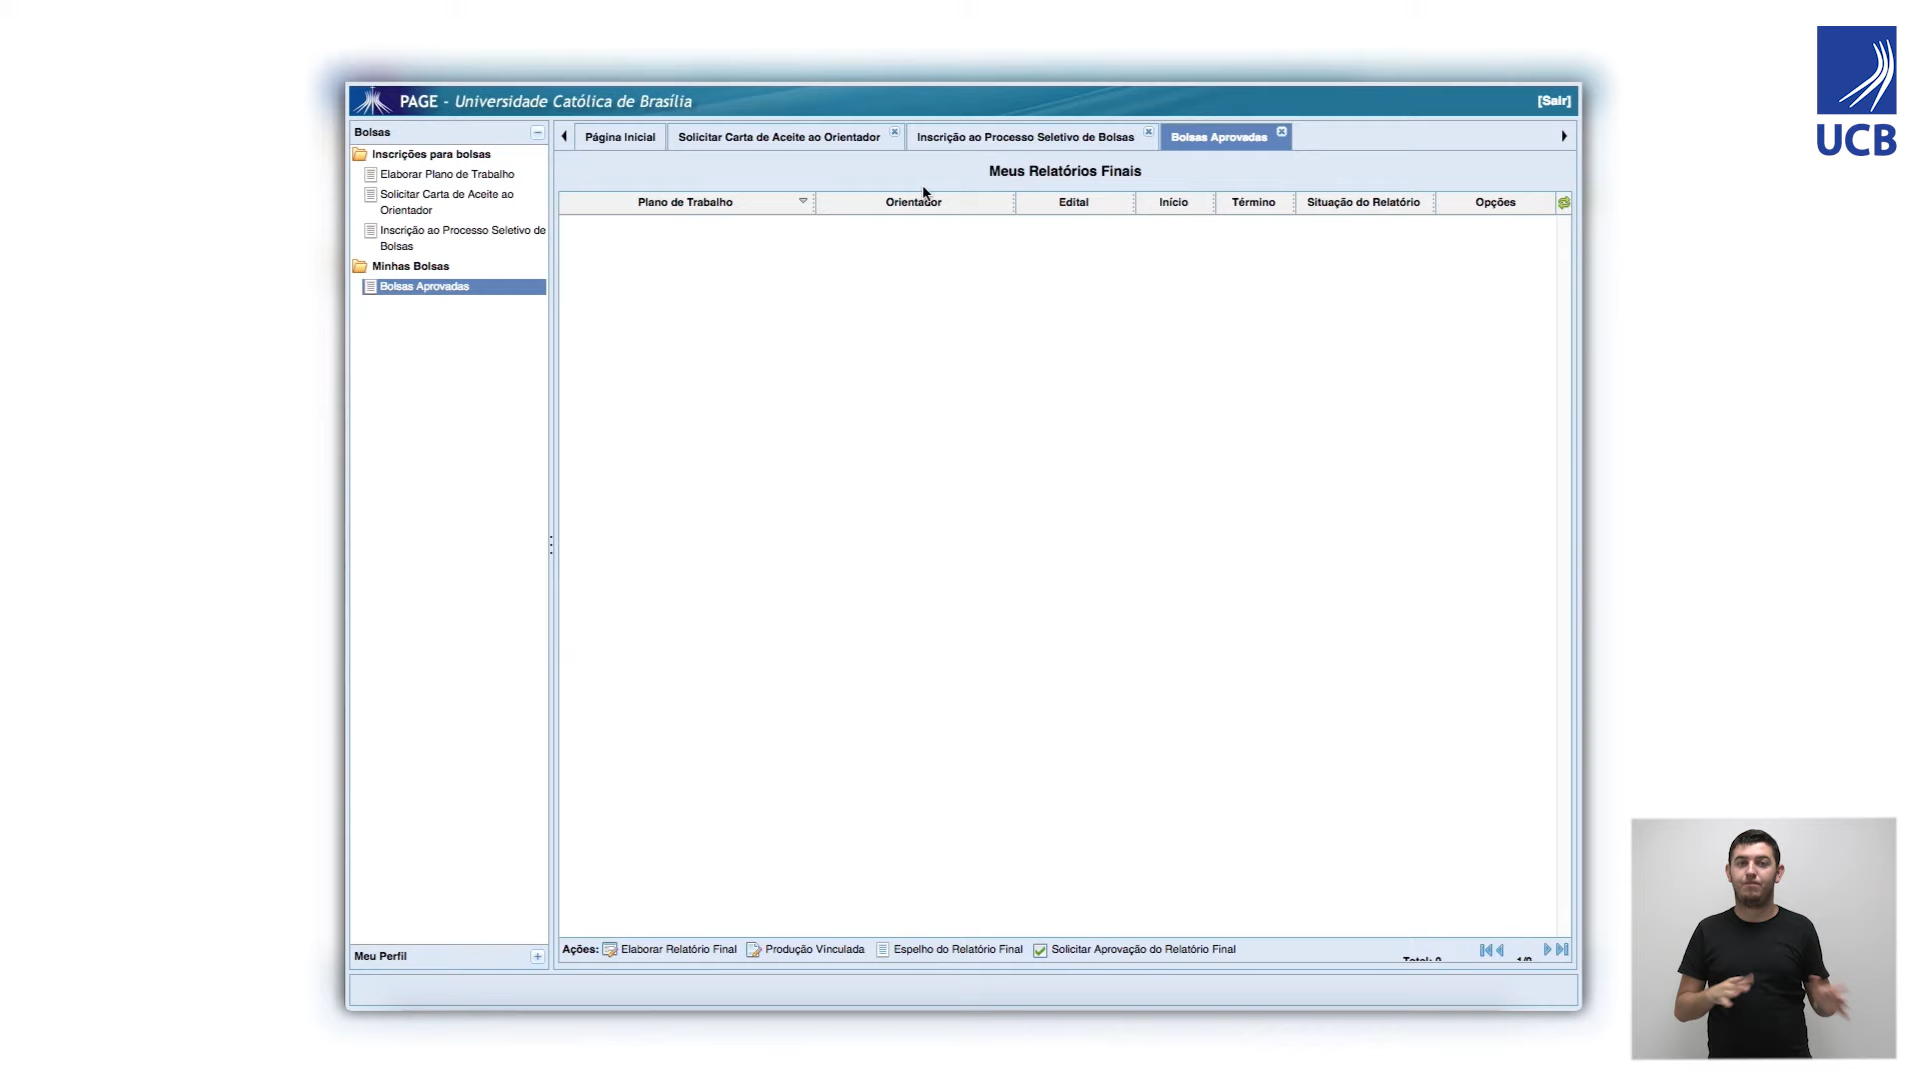 UCB
PAGE - Universidade Católica de Brasília
[Sair]
Bolsas
Inscrições para bolsas
Elaborar Plano de Trabalho
Solicitar Carta de Aceite ao
Orientador
Inscrição ao Processo Seletivo de
Bolsas
Minhas Bolsas
Bolsas Aprovadas
Meu Perfil
Página Inicial
Solicitar Carta de Aceite ao Orientador
Inscrição ao Processo Seletivo de Bolsas
Bolsas Aprovadas
Meus Relatórios Finais
Plano de Trabalho
Orientador
Edital
Início
Término
Situação do Relatório
Opções
Ações: Elaborar Relatório Final Produção Vinculada Espelho do Relatório Final Solicitar Aprovação do Relatório Final
Total: 0